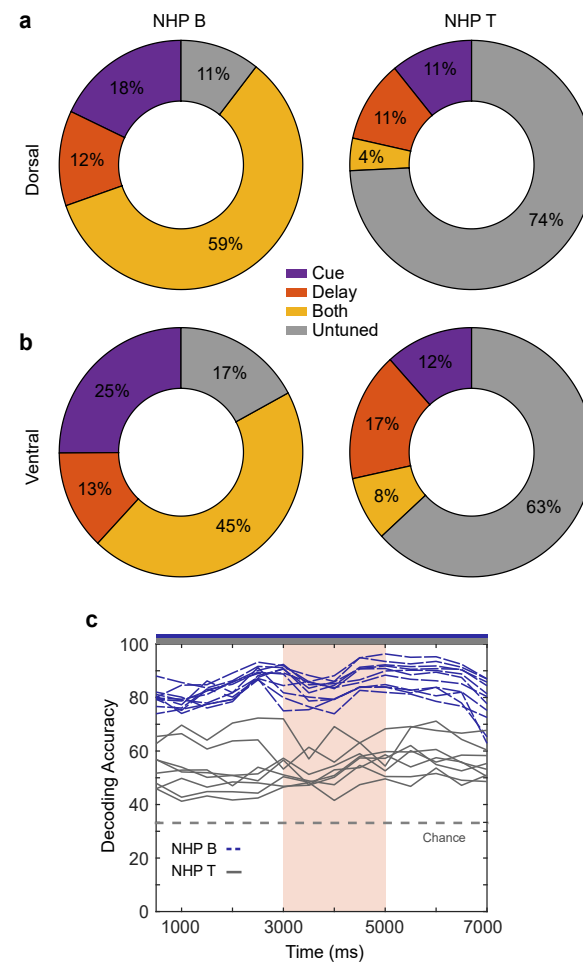 a
NHP B
NHP T
Dorsal
18%
11%
12%
59%
11%
11%
4%
74%
Cue
Delay
Both
Untuned
b
Ventral
25%
17%
13%
45%
12%
17%
8%
63%
c
Decoding Accuracy
100
80
60
40
20
0
Chance
NHP B
NHP T
1000
3000
5000
7000
Time (ms)